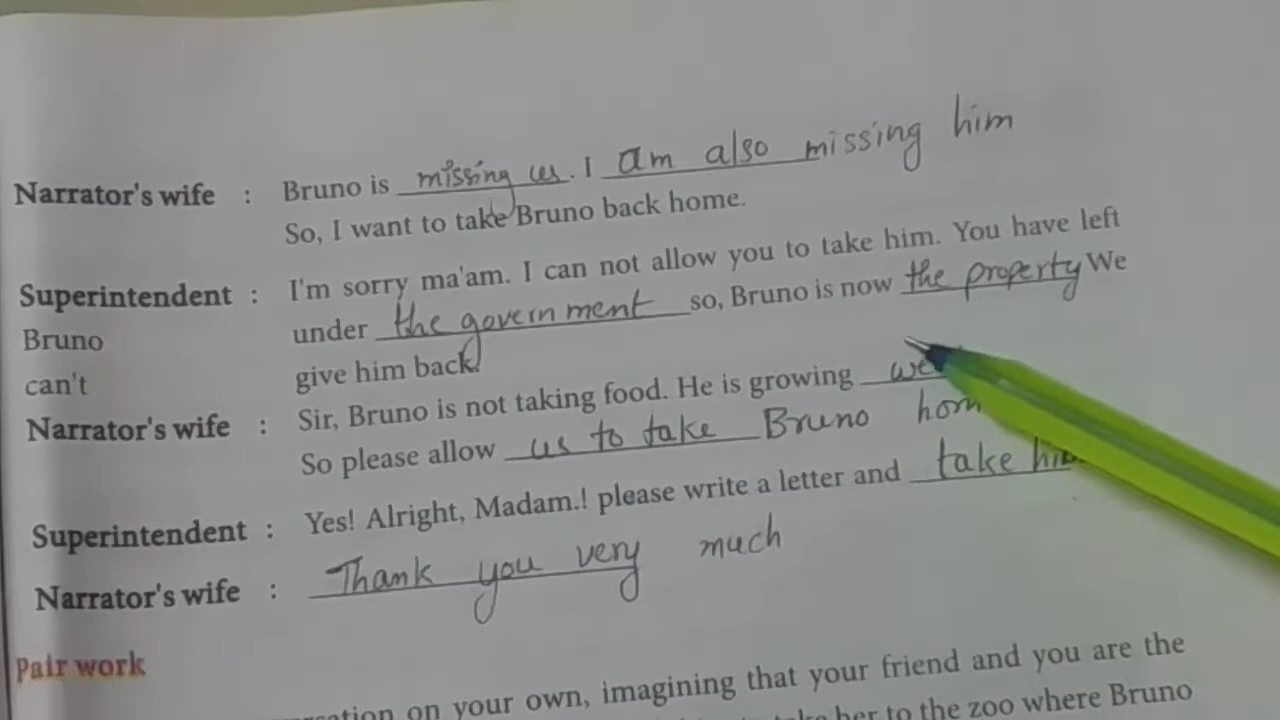 Narrator's wife : Bruno is missing us. I am also missing him
So, I want to take Bruno back home.
Superintendent : I'm sorry ma'am. I can not allow you to take him. You have left
Bruno under the government so, Bruno is now the property We
can't give him back.
Narrator's wife : Sir, Bruno is not taking food. He is growing
So please allow us to take Bruno
Superintendent : Yes! Alright, Madam.! please write a letter and take
Narrator's wife : Thank you very much
Pair work
on your own, imagining that your friend and you are the
her to the zoo where Bruno